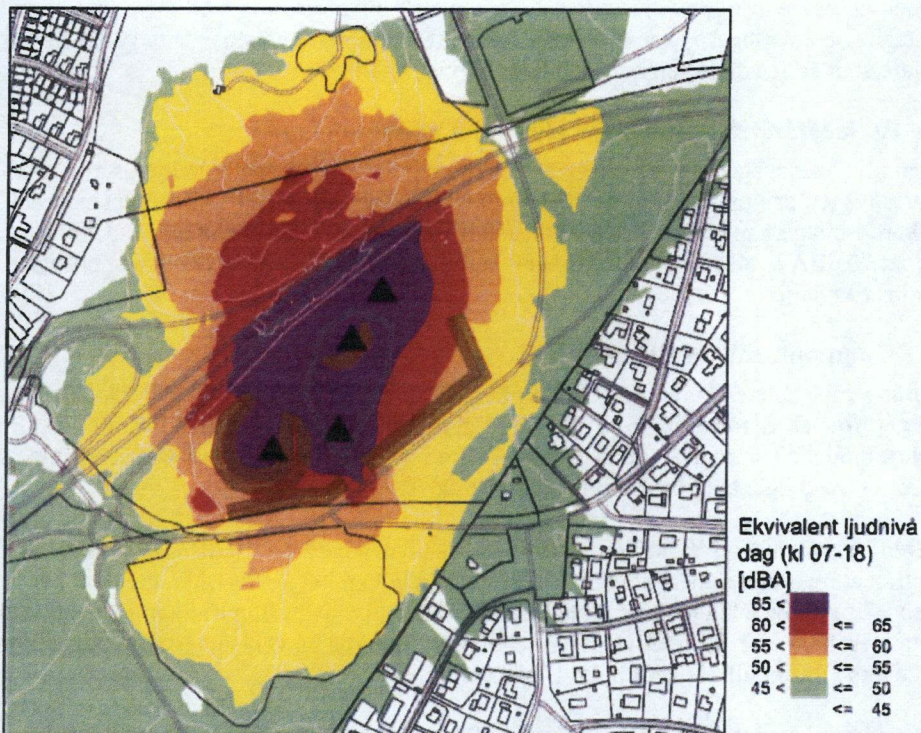 Ekvivalent ljudnivå
dag (kl 07-18)
[dBA]
65 <
60 < <= 65
55 < <= 60
50 < <= 55
45 < <= 50
<= 45